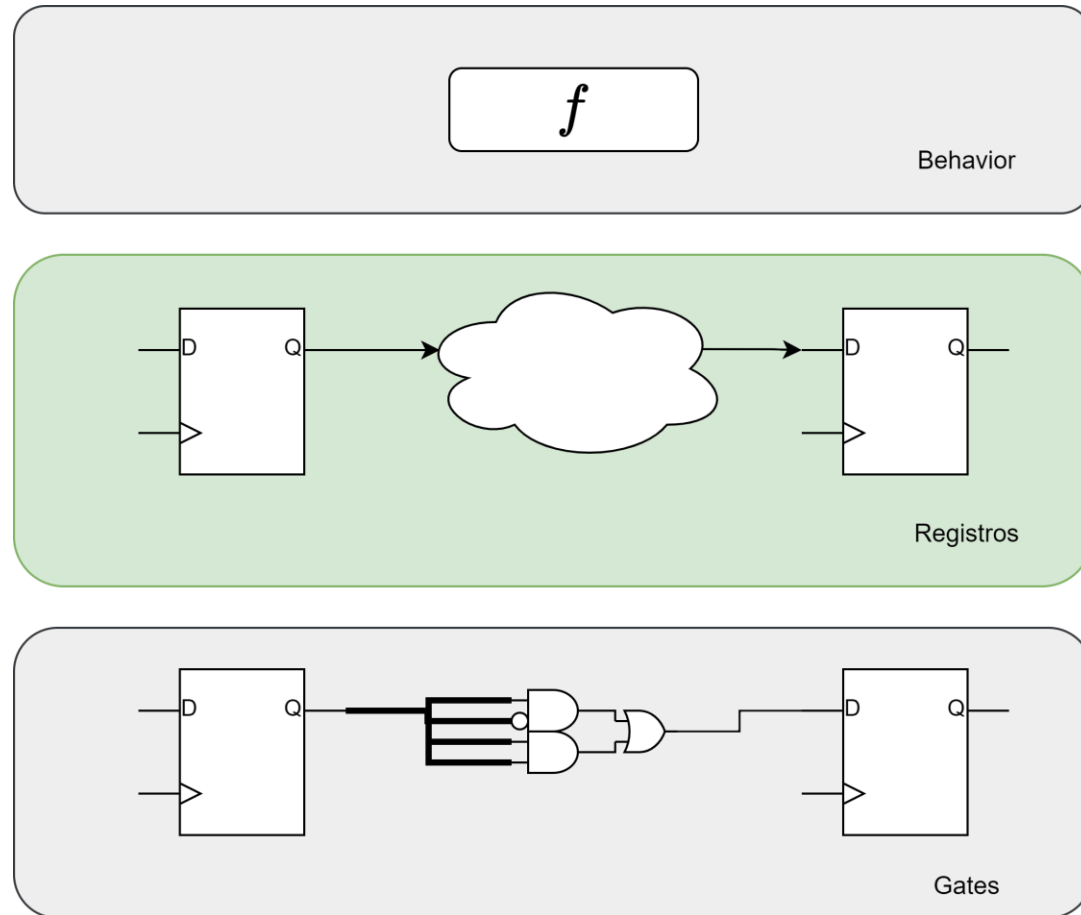 f
Behavior
D Q
D Q
Registros
D Q
D Q
Gates